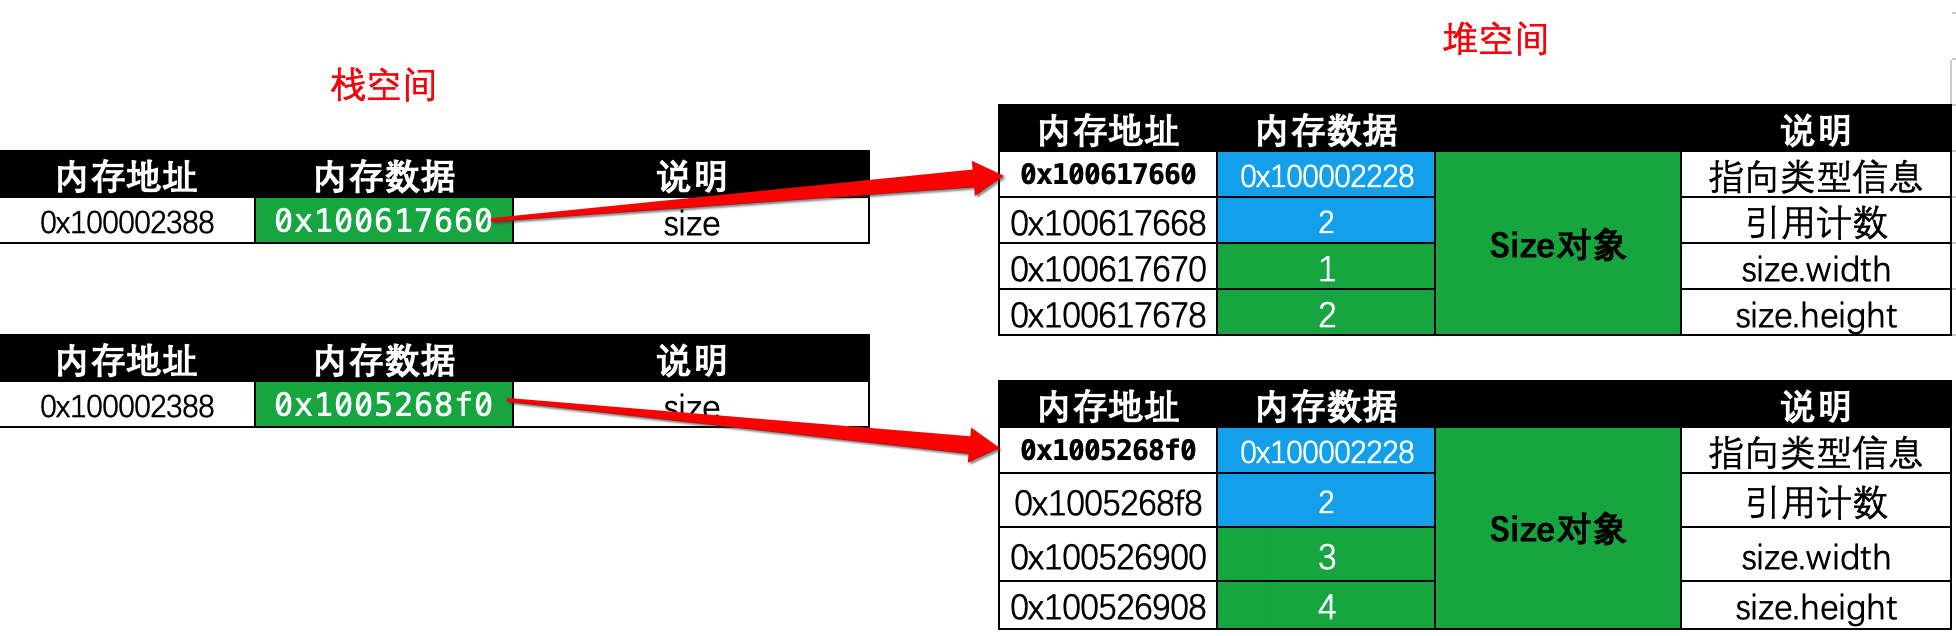 栈空间
内存地址 内存数据 说明
0x100002388 0x100617660 size
内存地址 内存数据 说明
0x100002388 0x1005268f0 size
堆空间
内存地址 内存数据 说明
0x100617660 0x100002228 指向类型信息
0x100617668 2 引用计数
Size对象
0x100617670 1 size.width
0x100617678 2 size.height
内存地址 内存数据 说明
0x1005268f0 0x100002228 指向类型信息
0x1005268f8 2 引用计数
Size对象
0x100526900 3 size.width
0x100526908 4 size.height